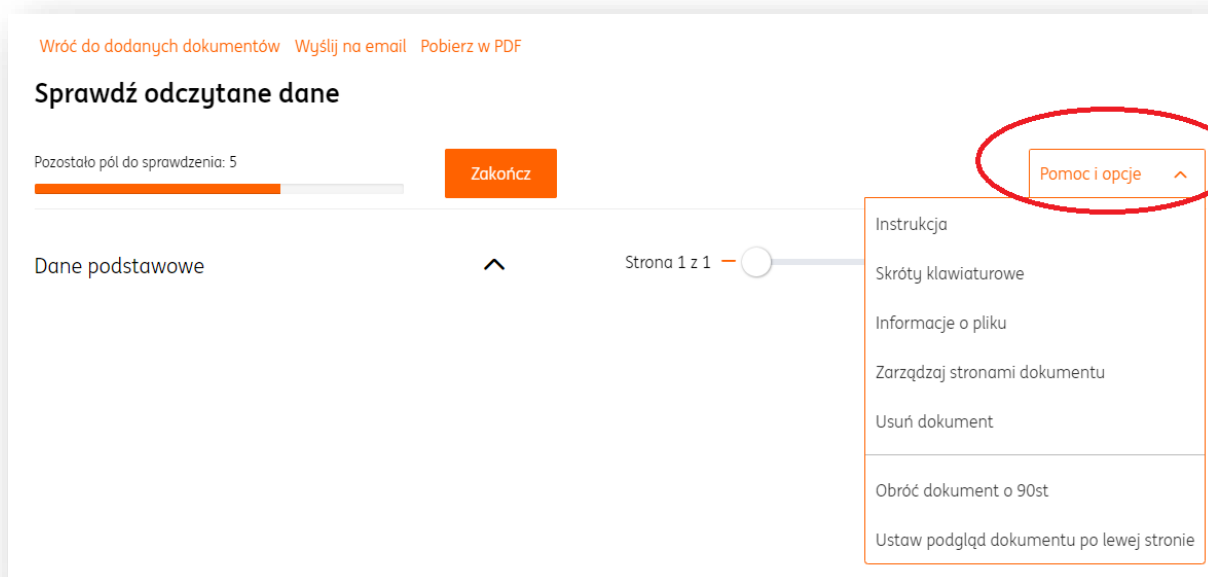 Wróć do dodanych dokumentów Wyślij na email Pobierz w PDF
Sprawdź odczytane dane
Pozostało pól do sprawdzenia: 5
Zakończ
Pomoc i opcje
Dane podstawowe
Strona 1 z 1
Instrukcja
Skróty klawiaturowe
Informacje o pliku
Zarządzaj stronami dokumentu
Usuń dokument
Obróć dokument o 90st
Ustaw podgląd dokumentu po lewej stronie